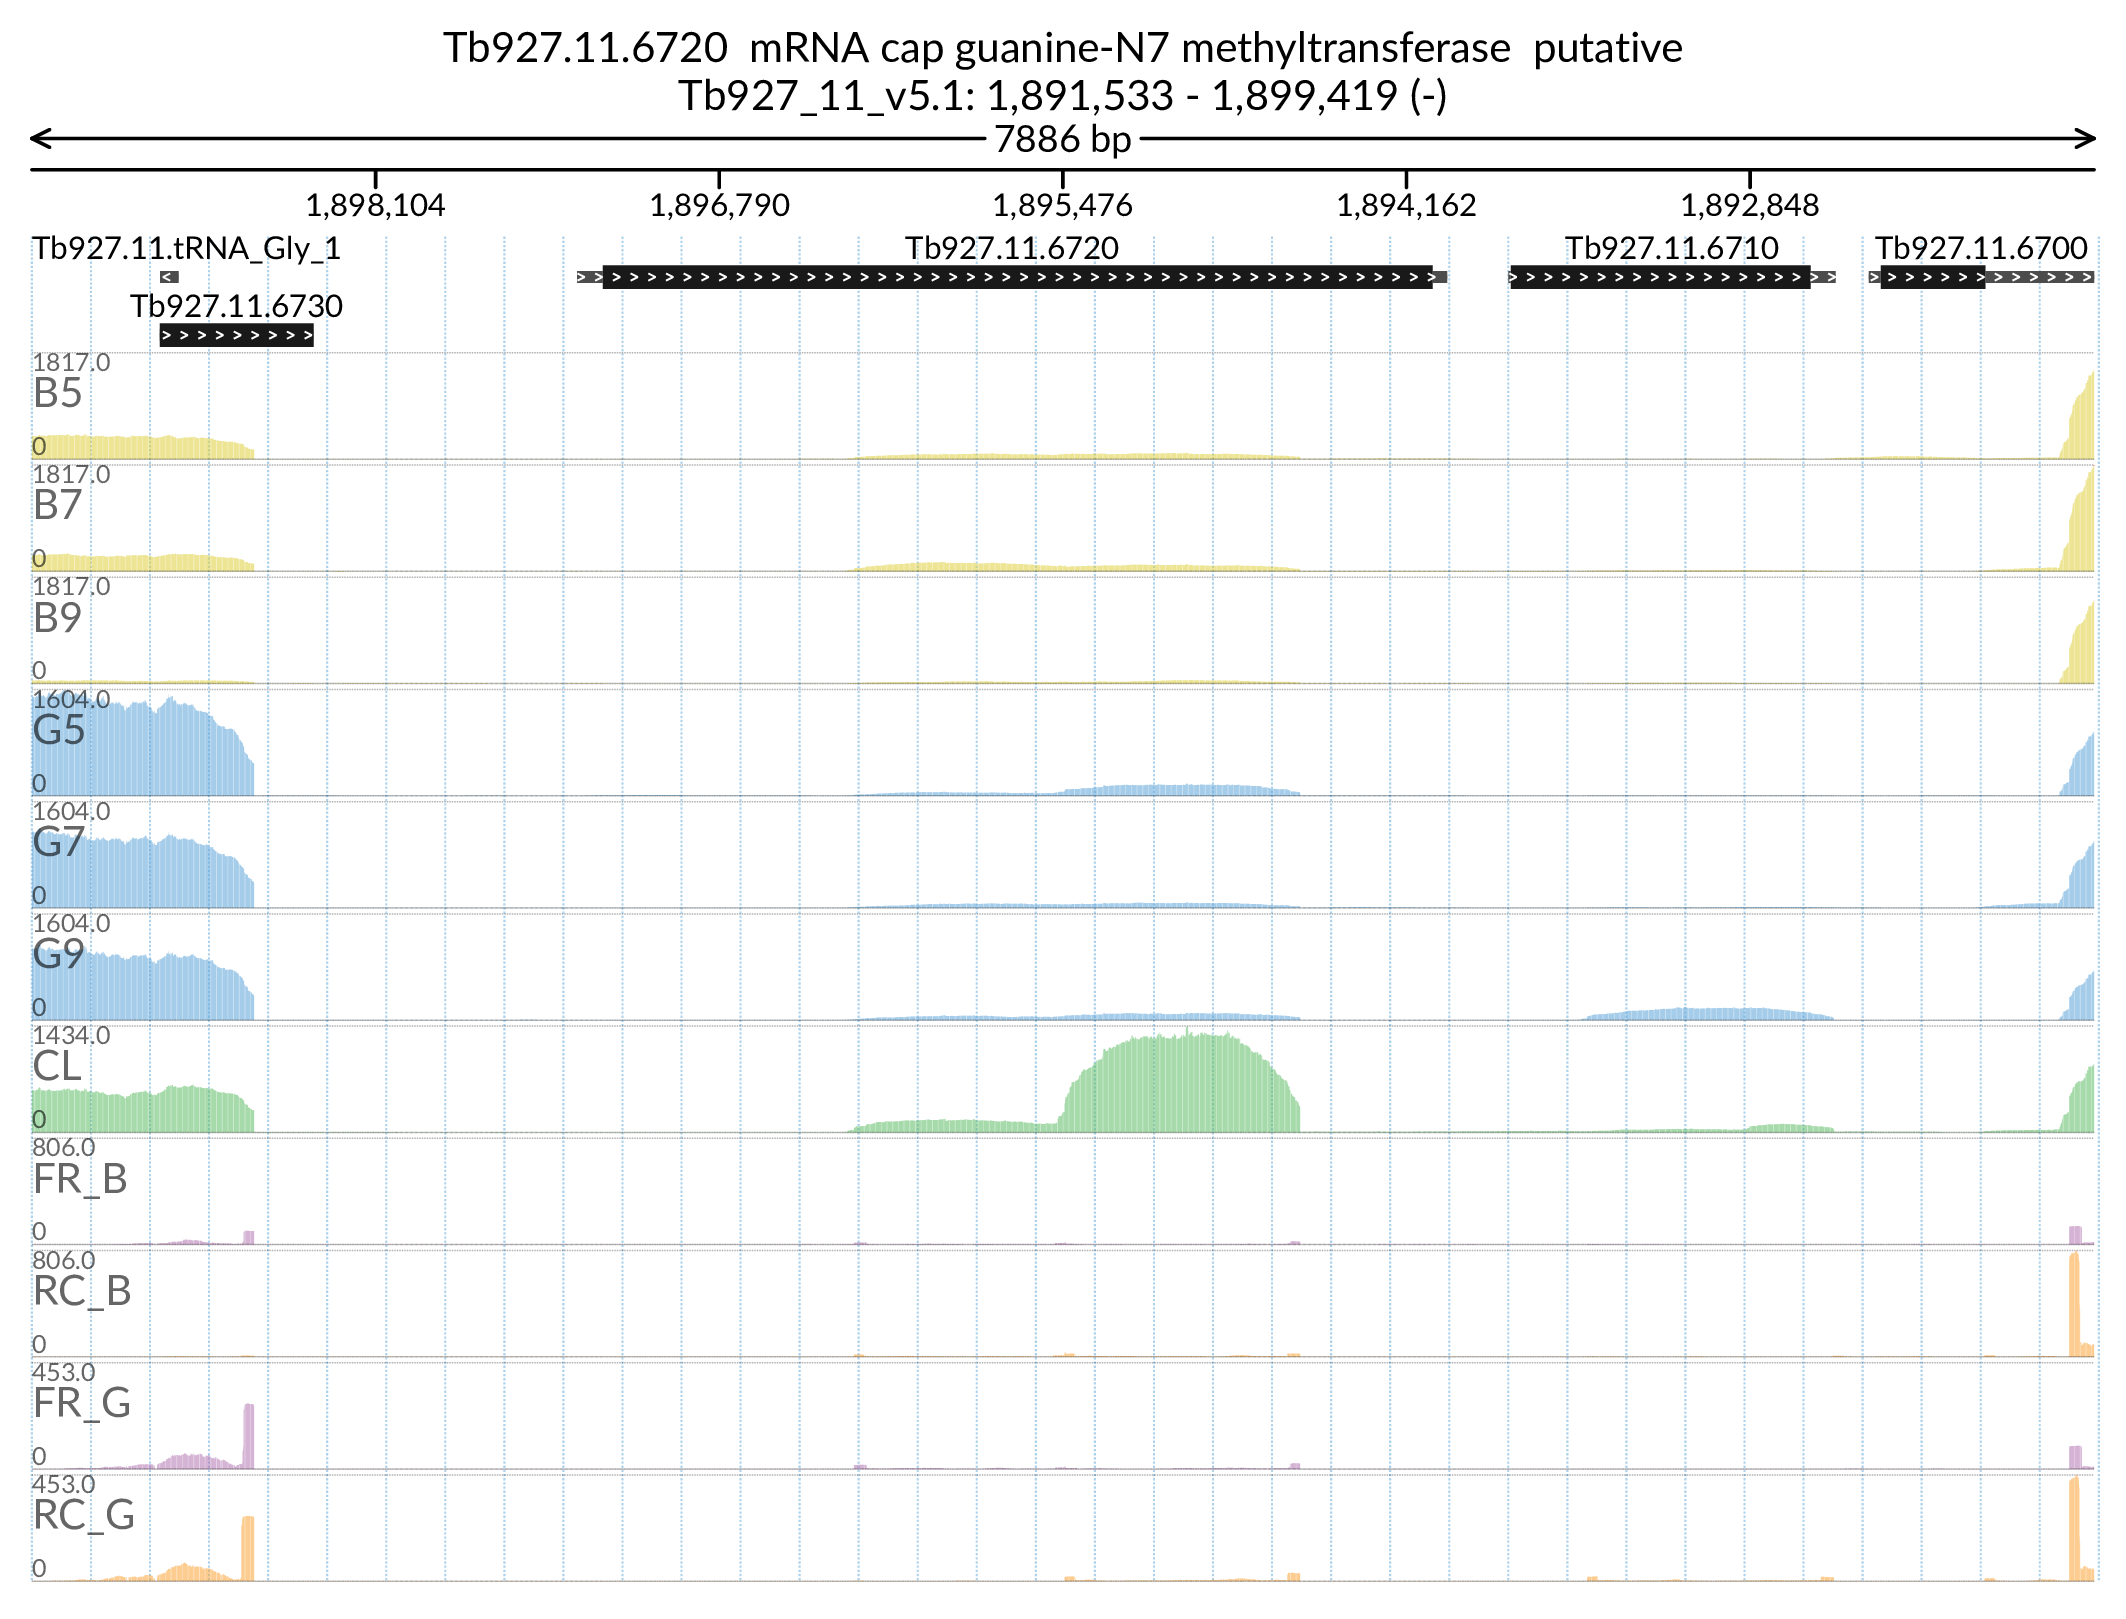 Tb927.11.6720  mRNA cap guanine-N7 methyltransferase  putative
Tb927_11_v5.1: 1,891,533 - 1,899,419 (-)
7886 bp
1,898,104 1,896,790 1,895,476 1,894,162 1,892,848
Tb927.11.tRNA_Gly_1 Tb927.11.6720 Tb927.11.6710 Tb927.11.6700
Tb927.11.6730
1817.0
B5
0
1817.0
B7
0
1817.0
B9
0
1604.0
G5
0
1604.0
G7
0
1604.0
G9
0
1434.0
CL
0
806.0
FR_B
0
806.0
RC_B
0
453.0
FR_G
0
453.0
RC_G
0